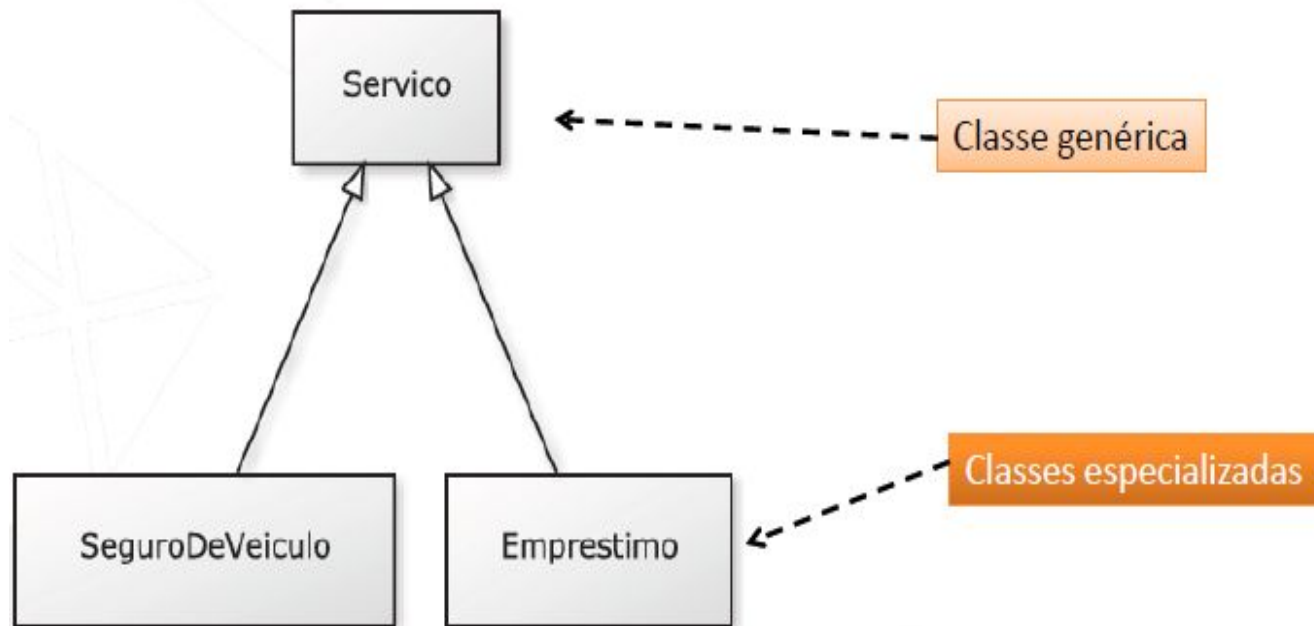 Servico
Classe genérica
Classes especializadas
SeguroDeVeiculo
Emprestimo